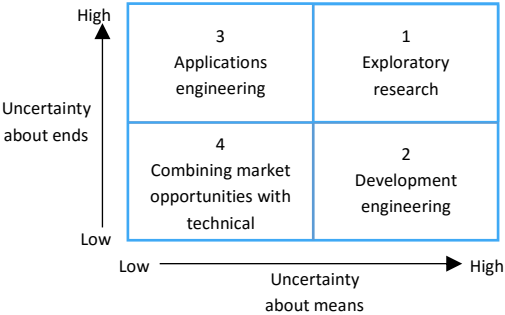 High
Uncertainty
about ends
Low
3
Applications
engineering
1
Exploratory
research
4
Combining market
opportunities with
technical
2
Development
engineering
Low
High
Uncertainty
about means